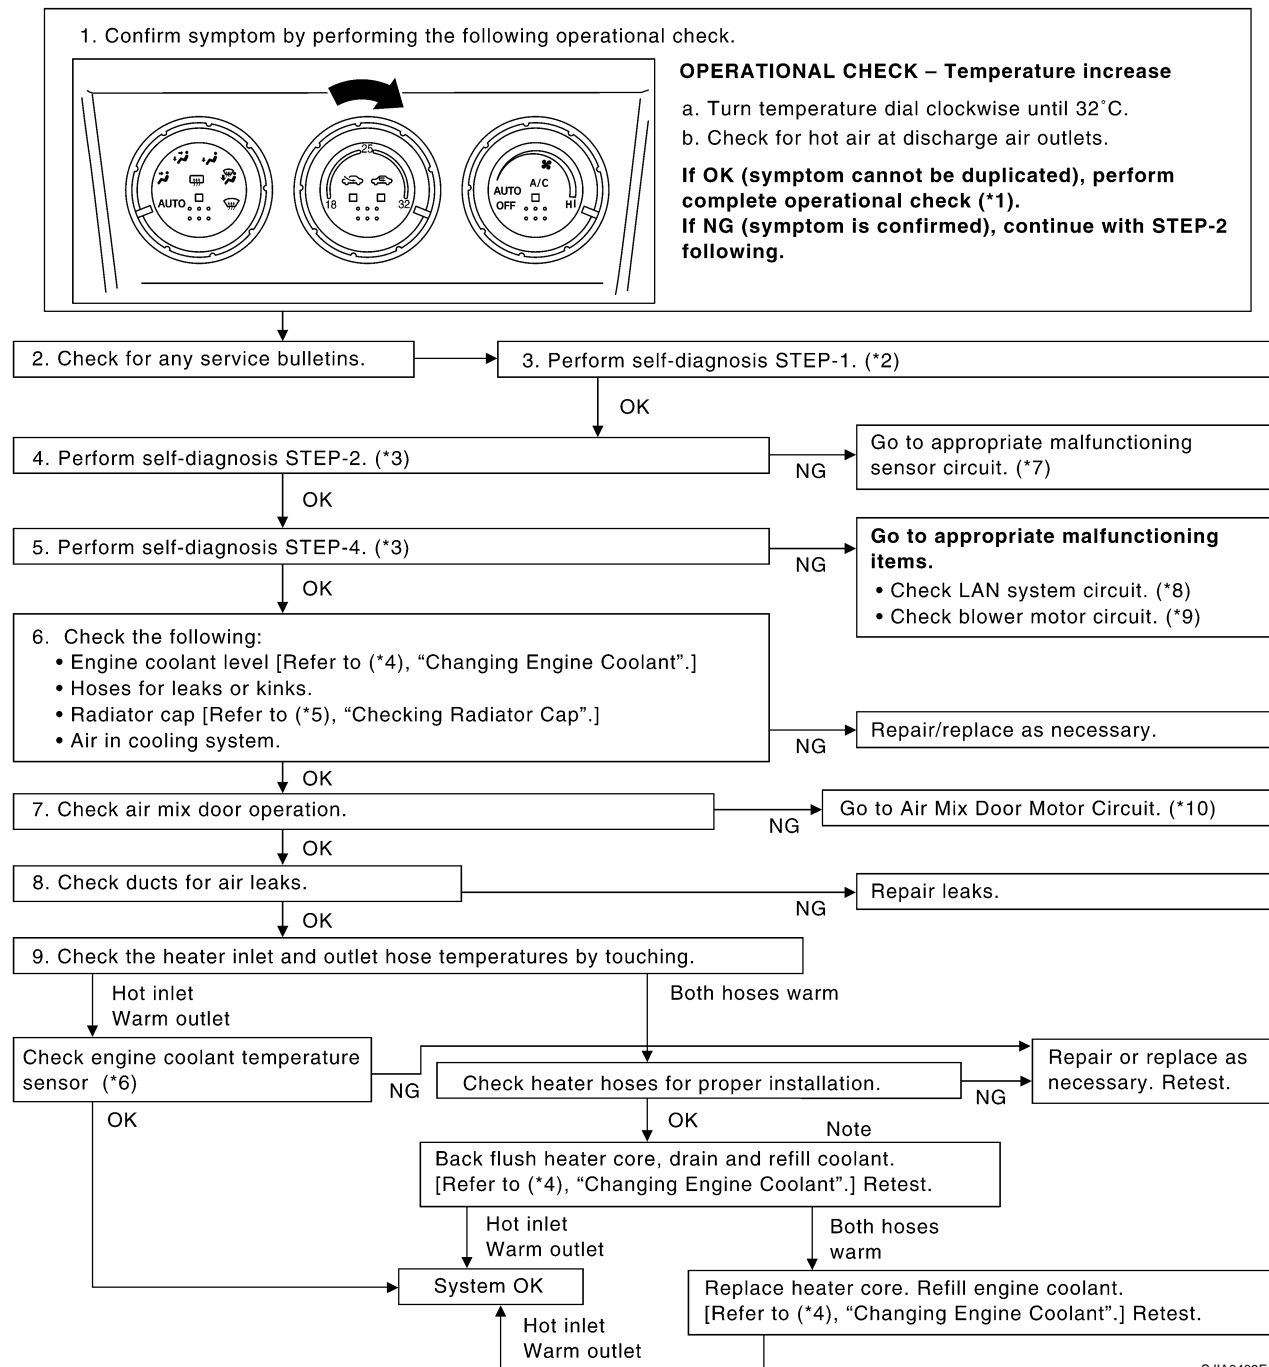 1. Confirm symptom by performing the following operational check.
OPERATIONAL CHECK – Temperature increase
a. Turn temperature dial clockwise until 32˚C.
b. Check for hot air at discharge air outlets.
If OK (symptom cannot be duplicated), perform
complete operational check (*1).
If NG (symptom is confirmed), continue with STEP-2
following.
AUTO
25
18
32
A/C
AUTO
OFF
HI
2. Check for any service bulletins.
3. Perform self-diagnosis STEP-1. (*2)
OK
4. Perform self-diagnosis STEP-2. (*3)
NG
Go to appropriate malfunctioning
sensor circuit. (*7)
OK
5. Perform self-diagnosis STEP-4. (*3)
NG
Go to appropriate malfunctioning
items.
• Check LAN system circuit. (*8)
• Check blower motor circuit. (*9)
OK
6. Check the following:
• Engine coolant level [Refer to (*4), “Changing Engine Coolant”.]
• Hoses for leaks or kinks.
• Radiator cap [Refer to (*5), “Checking Radiator Cap”.]
• Air in cooling system.
NG
Repair/replace as necessary.
OK
7. Check air mix door operation.
NG
Go to Air Mix Door Motor Circuit. (*10)
OK
8. Check ducts for air leaks.
NG
Repair leaks.
OK
9. Check the heater inlet and outlet hose temperatures by touching.
Hot inlet
Warm outlet
Both hoses warm
Check engine coolant temperature
sensor (*6)
NG
Check heater hoses for proper installation.
NG
Repair or replace as
necessary. Retest.
OK
OK
Note
Back flush heater core, drain and refill coolant.
[Refer to (*4), “Changing Engine Coolant”.] Retest.
Hot inlet
Warm outlet
Both hoses
warm
System OK
Replace heater core. Refill engine coolant.
[Refer to (*4), “Changing Engine Coolant”.] Retest.
Hot inlet
Warm outlet